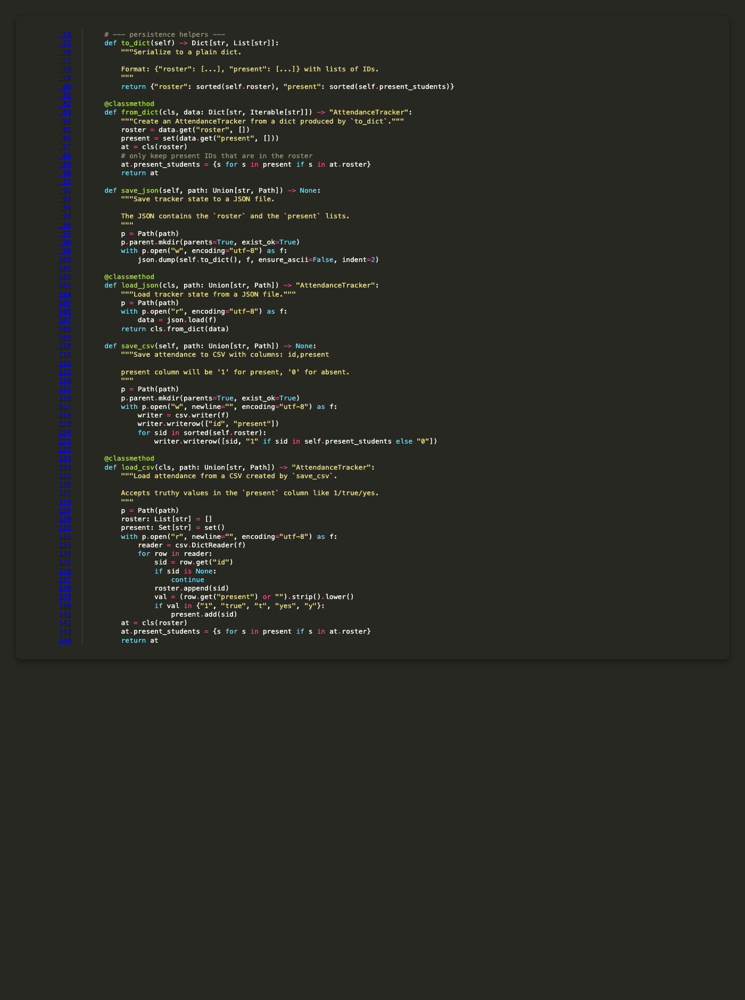 74    # --- persistence helpers ---
75    def to_dict(self) -> Dict[str, List[str]]:
76        """Serialize to a plain dict.
77
78        Format: {"roster": [...], "present": [...]} with lists of IDs.
79        """
80        return {"roster": sorted(self.roster), "present": sorted(self.present_students)}
81
82    @classmethod
83    def from_dict(cls, data: Dict[str, Iterable[str]]) -> "AttendanceTracker":
84        """Create an AttendanceTracker from a dict produced by `to_dict`."""
85        roster = data.get("roster", [])
86        present = set(data.get("present", []))
87        at = cls(roster)
88        # only keep present IDs that are in the roster
89        at.present_students = {s for s in present if s in at.roster}
90        return at
91
92    def save_json(self, path: Union[str, Path]) -> None:
93        """Save tracker state to a JSON file.
94
95        The JSON contains the `roster` and the `present` lists.
96        """
97        p = Path(path)
98        p.parent.mkdir(parents=True, exist_ok=True)
99        with p.open("w", encoding="utf-8") as f:
100            json.dump(self.to_dict(), f, ensure_ascii=False, indent=2)
101
102    @classmethod
103    def load_json(cls, path: Union[str, Path]) -> "AttendanceTracker":
104        """Load tracker state from a JSON file."""
105        p = Path(path)
106        with p.open("r", encoding="utf-8") as f:
107            data = json.load(f)
108        return cls.from_dict(data)
109
110    def save_csv(self, path: Union[str, Path]) -> None:
111        """Save attendance to CSV with columns: id,present
112
113        present column will be '1' for present, '0' for absent.
114        """
115        p = Path(path)
116        p.parent.mkdir(parents=True, exist_ok=True)
117        with p.open("w", newline="", encoding="utf-8") as f:
118            writer = csv.writer(f)
119            writer.writerow(["id", "present"])
120            for sid in sorted(self.roster):
121                writer.writerow([sid, "1" if sid in self.present_students else "0"])
122
123    @classmethod
124    def load_csv(cls, path: Union[str, Path]) -> "AttendanceTracker":
125        """Load attendance from a CSV created by `save_csv`.
126
127        Accepts truthy values in the `present` column like 1/true/yes.
128        """
129        p = Path(path)
130        roster: List[str] = []
131        present: Set[str] = set()
132        with p.open("r", newline="", encoding="utf-8") as f:
133            reader = csv.DictReader(f)
134            for row in reader:
135                sid = row.get("id")
136                if sid is None:
137                    continue
138                roster.append(sid)
139                val = (row.get("present") or "").strip().lower()
140                if val in {"1", "true", "t", "yes", "y"}:
141                    present.add(sid)
142        at = cls(roster)
143        at.present_students = {s for s in present if s in at.roster}
144        return at